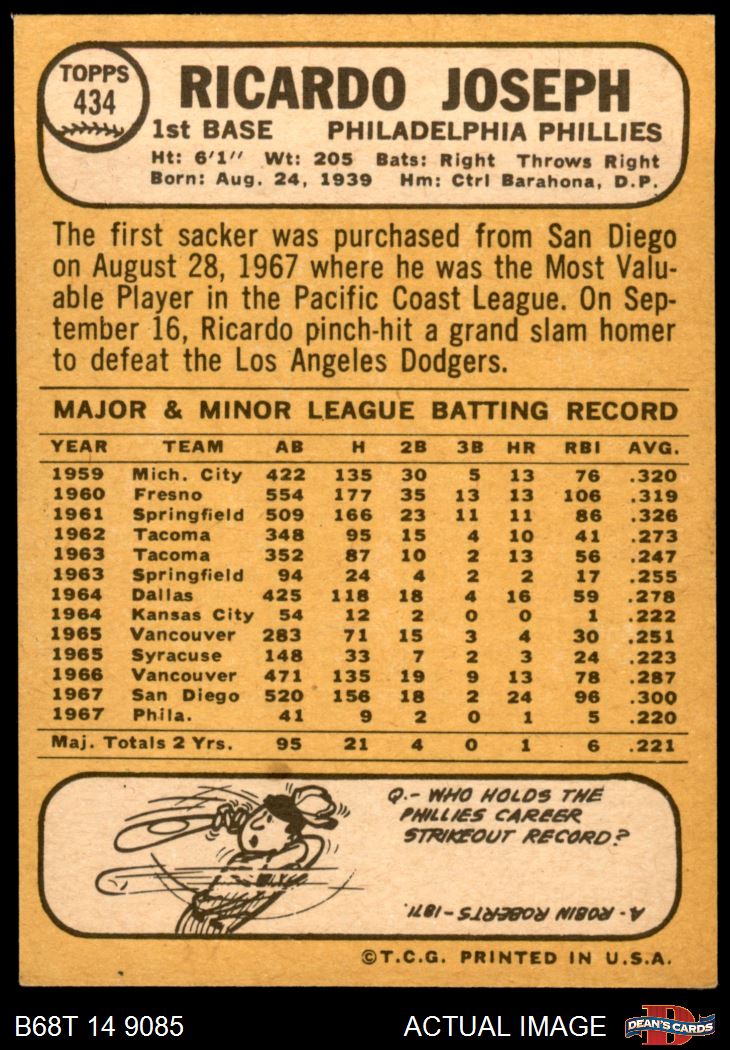 TOPPS
434
RICARDO JOSEPH
1st BASE PHILADELPHIA PHILLIES
Ht: 6'1" Wt: 205 Bats: Right Throws Right
Born: Aug. 24, 1939 Hm: Ctrl Barahona, D.P.
The first sacker was purchased from San Diego
on August 28, 1967 where he was the Most Valu-
able Player in the Pacific Coast League. On Sep-
tember 16, Ricardo pinch-hit a grand slam homer
to defeat the Los Angeles Dodgers.
MAJOR & MINOR LEAGUE BATTING RECORD
YEAR TEAM AB H 2B 3B HR RBI AVG.
1959 Mich. City 422 135 30 5 13 76 .320
1960 Fresno 554 177 35 13 13 106 .319
1961 Springfield 509 166 23 11 11 86 .326
1962 Tacoma 348 95 15 4 10 41 .273
1963 Tacoma 352 87 10 2 13 56 .247
1963 Springfield 94 24 4 2 2 17 .255
1964 Dallas 425 118 18 4 16 59 .278
1964 Kansas City 54 12 2 0 0 1 .222
1965 Vancouver 283 71 15 3 4 30 .251
1965 Syracuse 148 33 7 2 3 24 .223
1966 Vancouver 471 135 19 9 13 78 .287
1967 San Diego 520 156 18 2 24 96 .300
1967 Phila. 41 9 2 0 1 5 .220
Maj. Totals 2 Yrs. 95 21 4 0 1 6 .221
Q.- WHO HOLDS THE
PHILLIES CAREER
STRIKEOUT RECORD?
A- ROBIN ROBERTS-1871.
©T.C.G. PRINTED IN U.S.A.
B68T 14 9085 ACTUAL IMAGE
D
DEAN'S CARDS